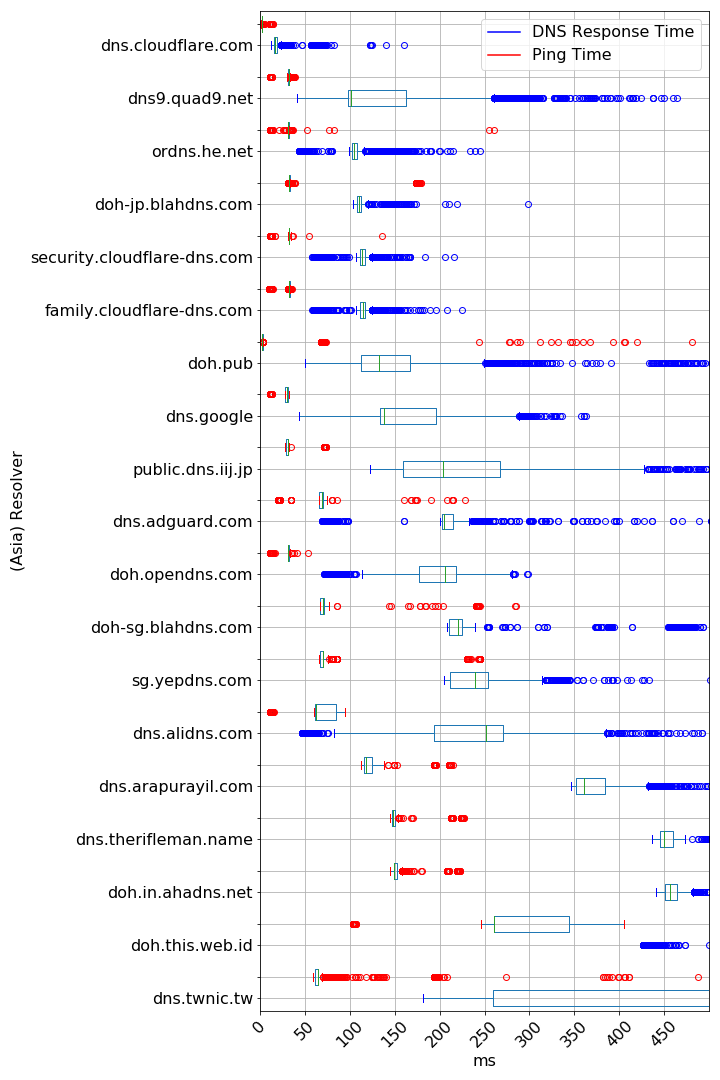 DNS Response Time
Ping Time
dns.cloudflare.com
dns9.quad9.net
ordns.he.net
doh-jp.blahdns.com
security.cloudflare-dns.com
family.cloudflare-dns.com
doh.pub
dns.google
public.dns.iij.jp
dns.adguard.com
doh.opendns.com
doh-sg.blahdns.com
sg.yepdns.com
dns.alidns.com
dns.arapurayil.com
dns.therifleman.name
doh.in.ahadns.net
doh.this.web.id
dns.twnic.tw
(Asia) Resolver
0 50 100 150 200 250 300 350 400 450
ms